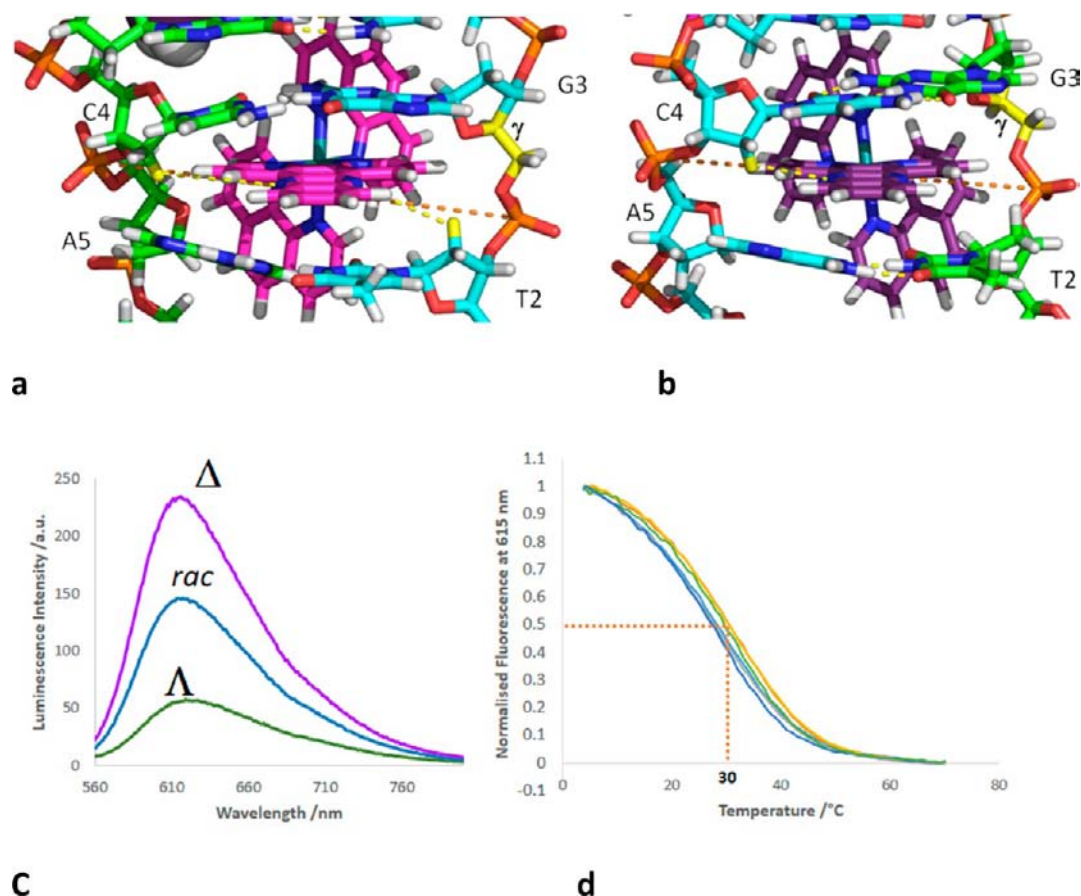 C4
G3
γ
A5
T2
a
C4
G3
γ
A5
T2
b
250
200
150
100
50
0
Δ
rac
Λ
Luminescence Intensity /a.u.
560
610
660
710
760
Wavelength /nm
C
1.1
1
0.9
0.8
0.7
0.6
0.5
0.4
0.3
0.2
0.1
0
-0.1
Normalised Fluorescence at 615 nm
0
20
30
40
60
80
Temperature /°C
d